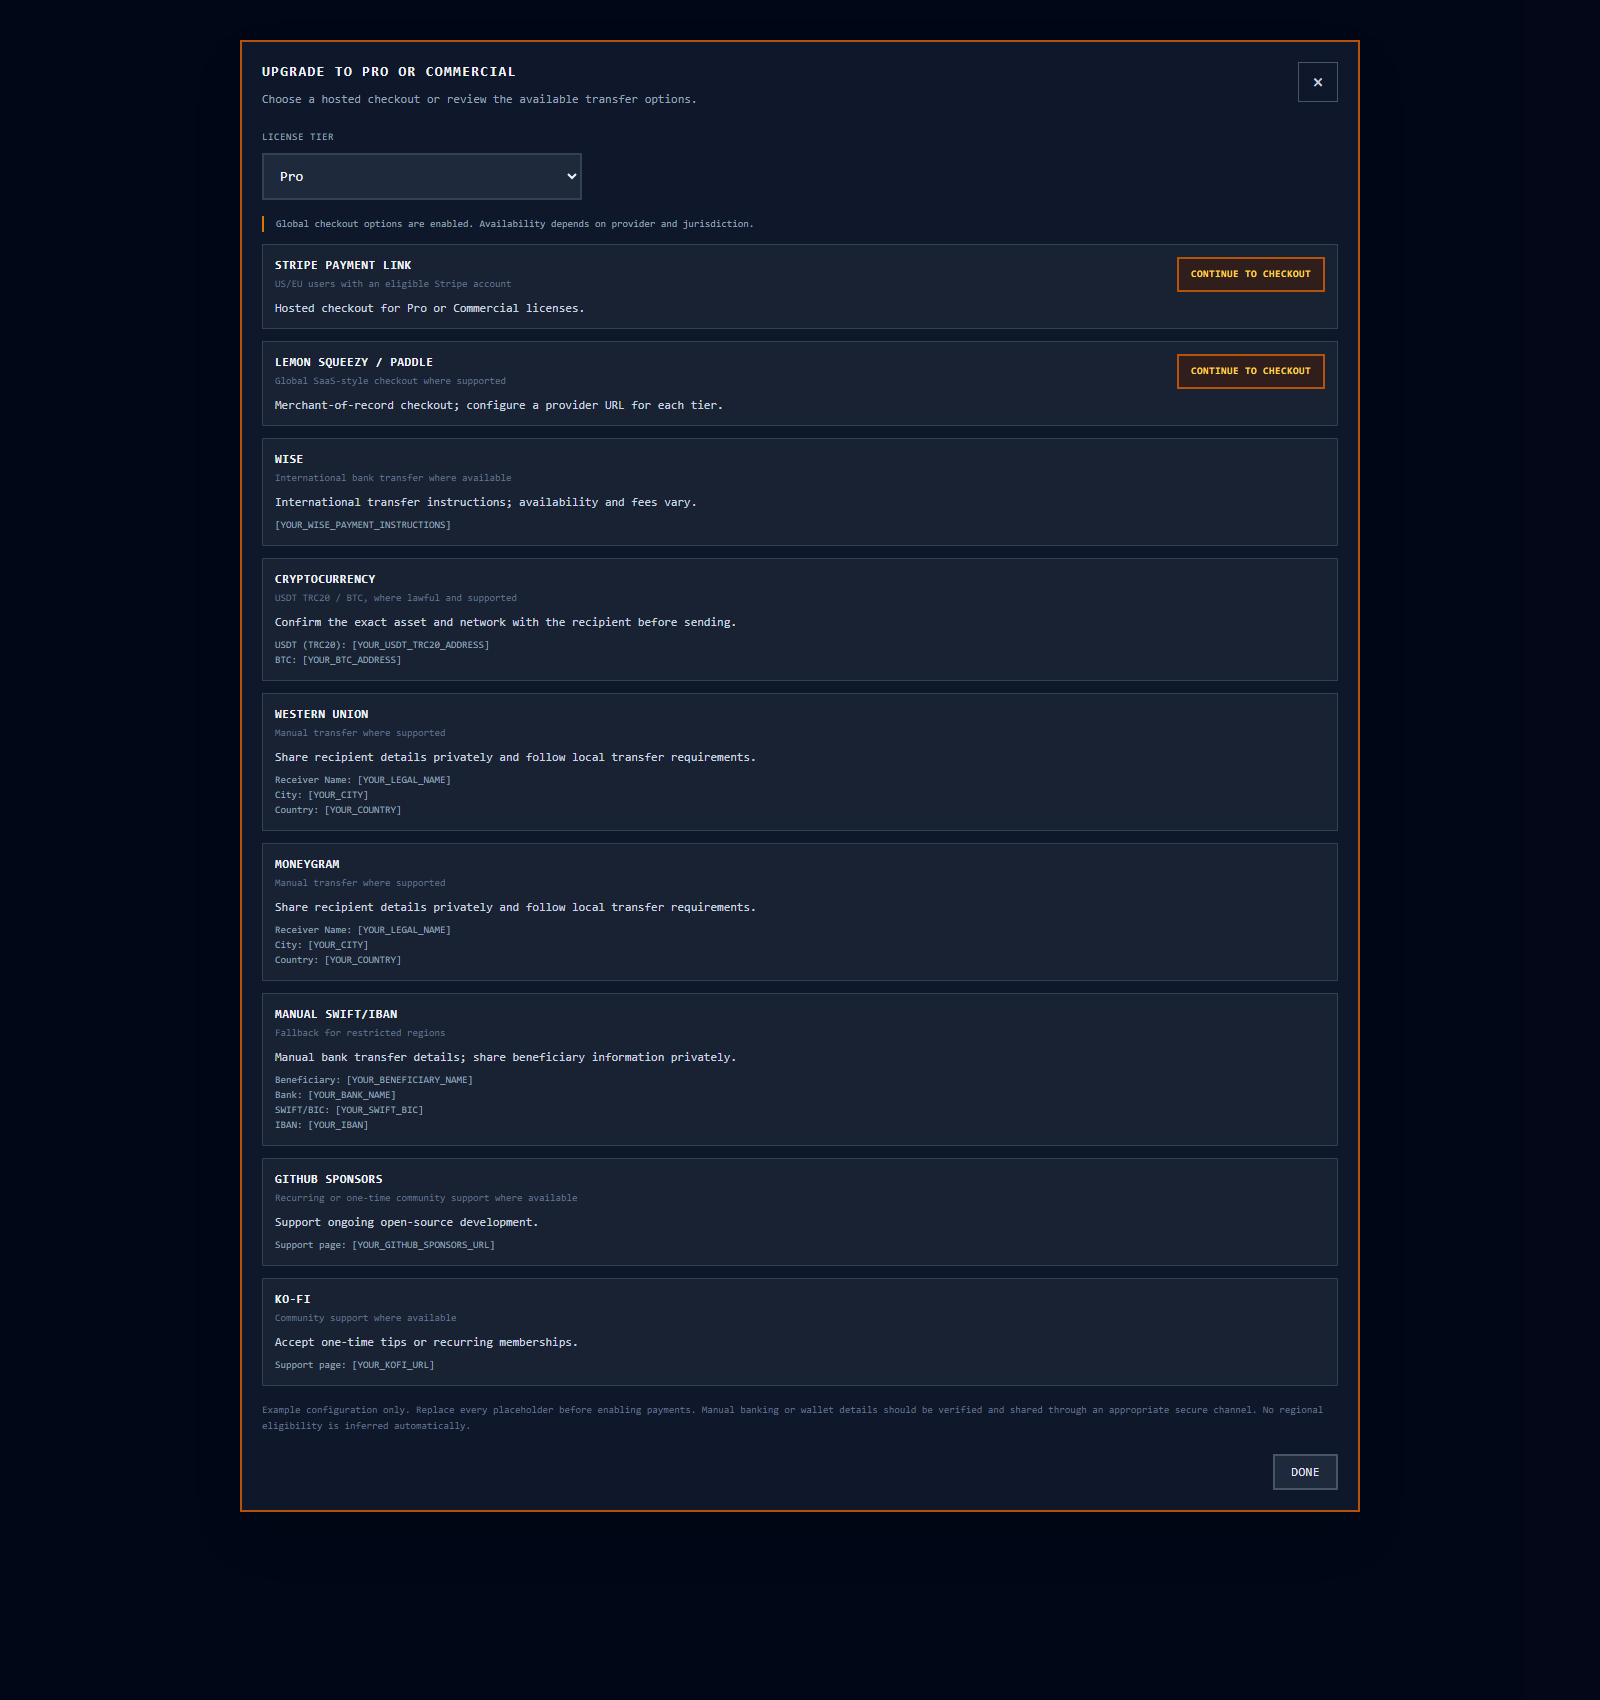 UPGRADE TO PRO OR COMMERCIAL
×
Choose a hosted checkout or review the available transfer options.
LICENSE TIER
Pro
Global checkout options are enabled. Availability depends on provider and jurisdiction.
STRIPE PAYMENT LINK
CONTINUE TO CHECKOUT
US/EU users with an eligible Stripe account
Hosted checkout for Pro or Commercial licenses.
LEMON SQUEEZY / PADDLE
CONTINUE TO CHECKOUT
Global SaaS-style checkout where supported
Merchant-of-record checkout; configure a provider URL for each tier.
WISE
International bank transfer where available
International transfer instructions; availability and fees vary.
[YOUR_WISE_PAYMENT_INSTRUCTIONS]
CRYPTOCURRENCY
USDT TRC20 / BTC, where lawful and supported
Confirm the exact asset and network with the recipient before sending.
USDT (TRC20): [YOUR_USDT_TRC20_ADDRESS]
BTC: [YOUR_BTC_ADDRESS]
WESTERN UNION
Manual transfer where supported
Share recipient details privately and follow local transfer requirements.
Receiver Name: [YOUR_LEGAL_NAME]
City: [YOUR_CITY]
Country: [YOUR_COUNTRY]
MONEYGRAM
Manual transfer where supported
Share recipient details privately and follow local transfer requirements.
Receiver Name: [YOUR_LEGAL_NAME]
City: [YOUR_CITY]
Country: [YOUR_COUNTRY]
MANUAL SWIFT/IBAN
Fallback for restricted regions
Manual bank transfer details; share beneficiary information privately.
Beneficiary: [YOUR_BENEFICIARY_NAME]
Bank: [YOUR_BANK_NAME]
SWIFT/BIC: [YOUR_SWIFT_BIC]
IBAN: [YOUR_IBAN]
GITHUB SPONSORS
Recurring or one-time community support where available
Support ongoing open-source development.
Support page: [YOUR_GITHUB_SPONSORS_URL]
KO-FI
Community support where available
Accept one-time tips or recurring memberships.
Support page: [YOUR_KOFI_URL]
Example configuration only. Replace every placeholder before enabling payments. Manual banking or wallet details should be verified and shared through an appropriate secure channel. No regional
eligibility is inferred automatically.
DONE